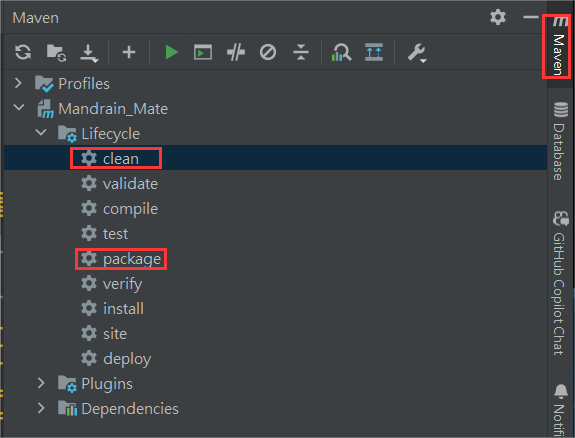 Maven
Profiles
Mandrain_Mate
Lifecycle
clean
validate
compile
test
package
verify
install
site
deploy
Plugins
Dependencies
Maven
Database
GitHub Copilot Chat
Notifi